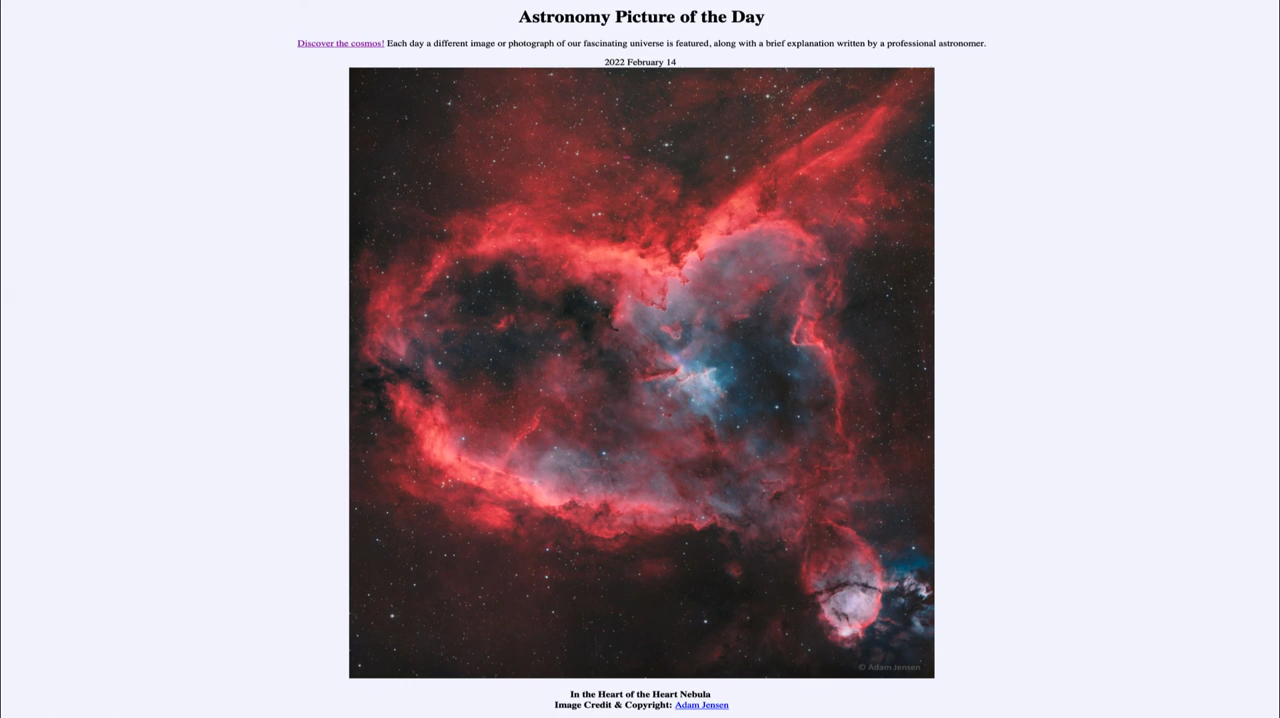 Astronomy Picture of the Day
Discover the cosmos! Each day a different image or photograph of our fascinating universe is featured, along with a brief explanation written by a professional astronomer.
2022 February 14
© Adam Jensen
In the Heart of the Heart Nebula
Image Credit & Copyright: Adam Jensen